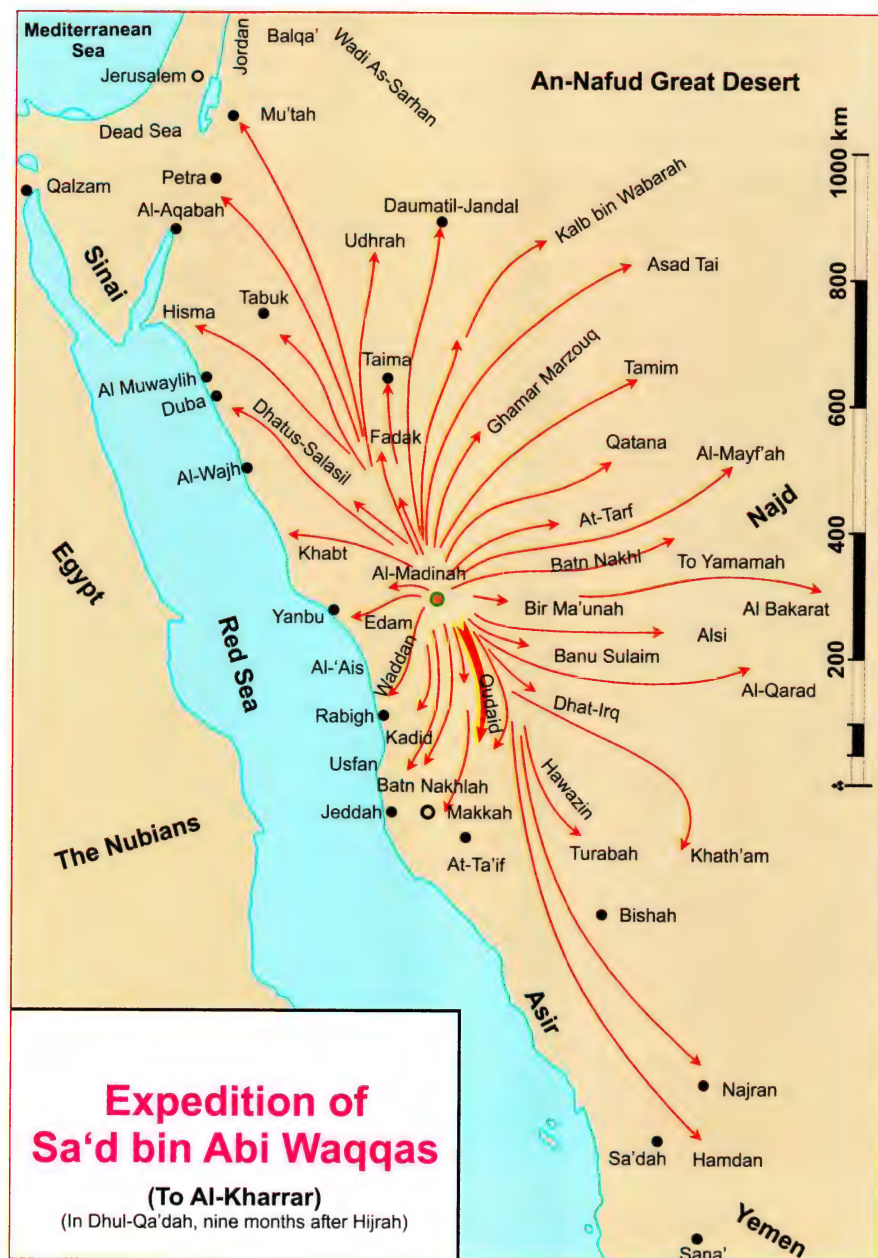 Mediterranean
Sea
Jordan
Balqa'
Wadi As-Sarhan
An-Nafud Great Desert
Jerusalem
Mu'tah
Dead Sea
Petra
Qalzam
Al-Aqabah
Daumatil-Jandal
Kalb bin Wabarah
1000 km
Udhrah
Asad Tai
Sinai
Hisma
Tabuk
800
Taima
Ghamar Marzouq
Tamim
Al Muwaylih
Duba
Dhatus-Salasil
Fadak
600
Qatana
Al-Mayf'ah
Al-Wajh
At-Tarf
Najd
Khabt
Al-Madinah
Batn Nakhl
To Yamamah
400
Egypt
Yanbu
Edam
Bir Ma'unah
Al Bakarat
Red Sea
Al-'Ais
Waddan
Banu Sulaim
Alsi
200
Qudaid
Dhat-Irq
Al-Qarad
Rabigh
Kadid
Usfan
Batn Nakhlah
Hawazin
Jeddah
Makkah
The Nubians
At-Ta'if
Turabah
Khath'am
Bishah
Asir
Najran
Sa'dah
Hamdan
Yemen
Sana'
Expedition of
Sa'd bin Abi Waqqas
(To Al-Kharrar)
(In Dhul-Qa'dah, nine months after Hijrah)